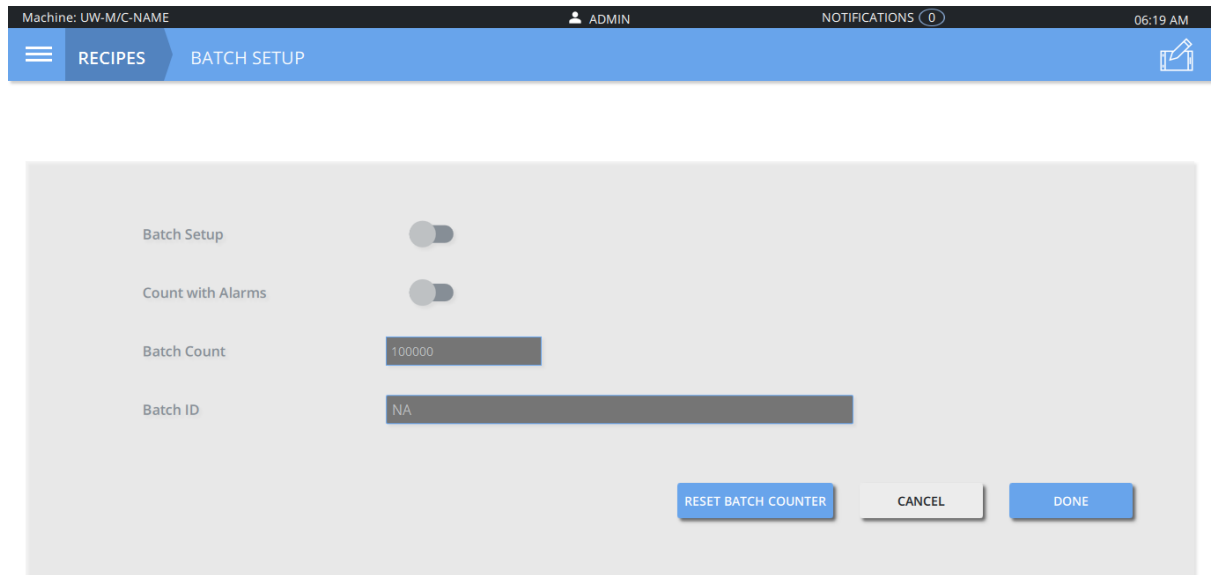 Machine: UW-M/C-NAME ADMIN NOTIFICATIONS 0 06:19 AM
RECIPES BATCH SETUP
Batch Setup
Count with Alarms
Batch Count 100000
Batch ID NA
RESET BATCH COUNTER CANCEL DONE